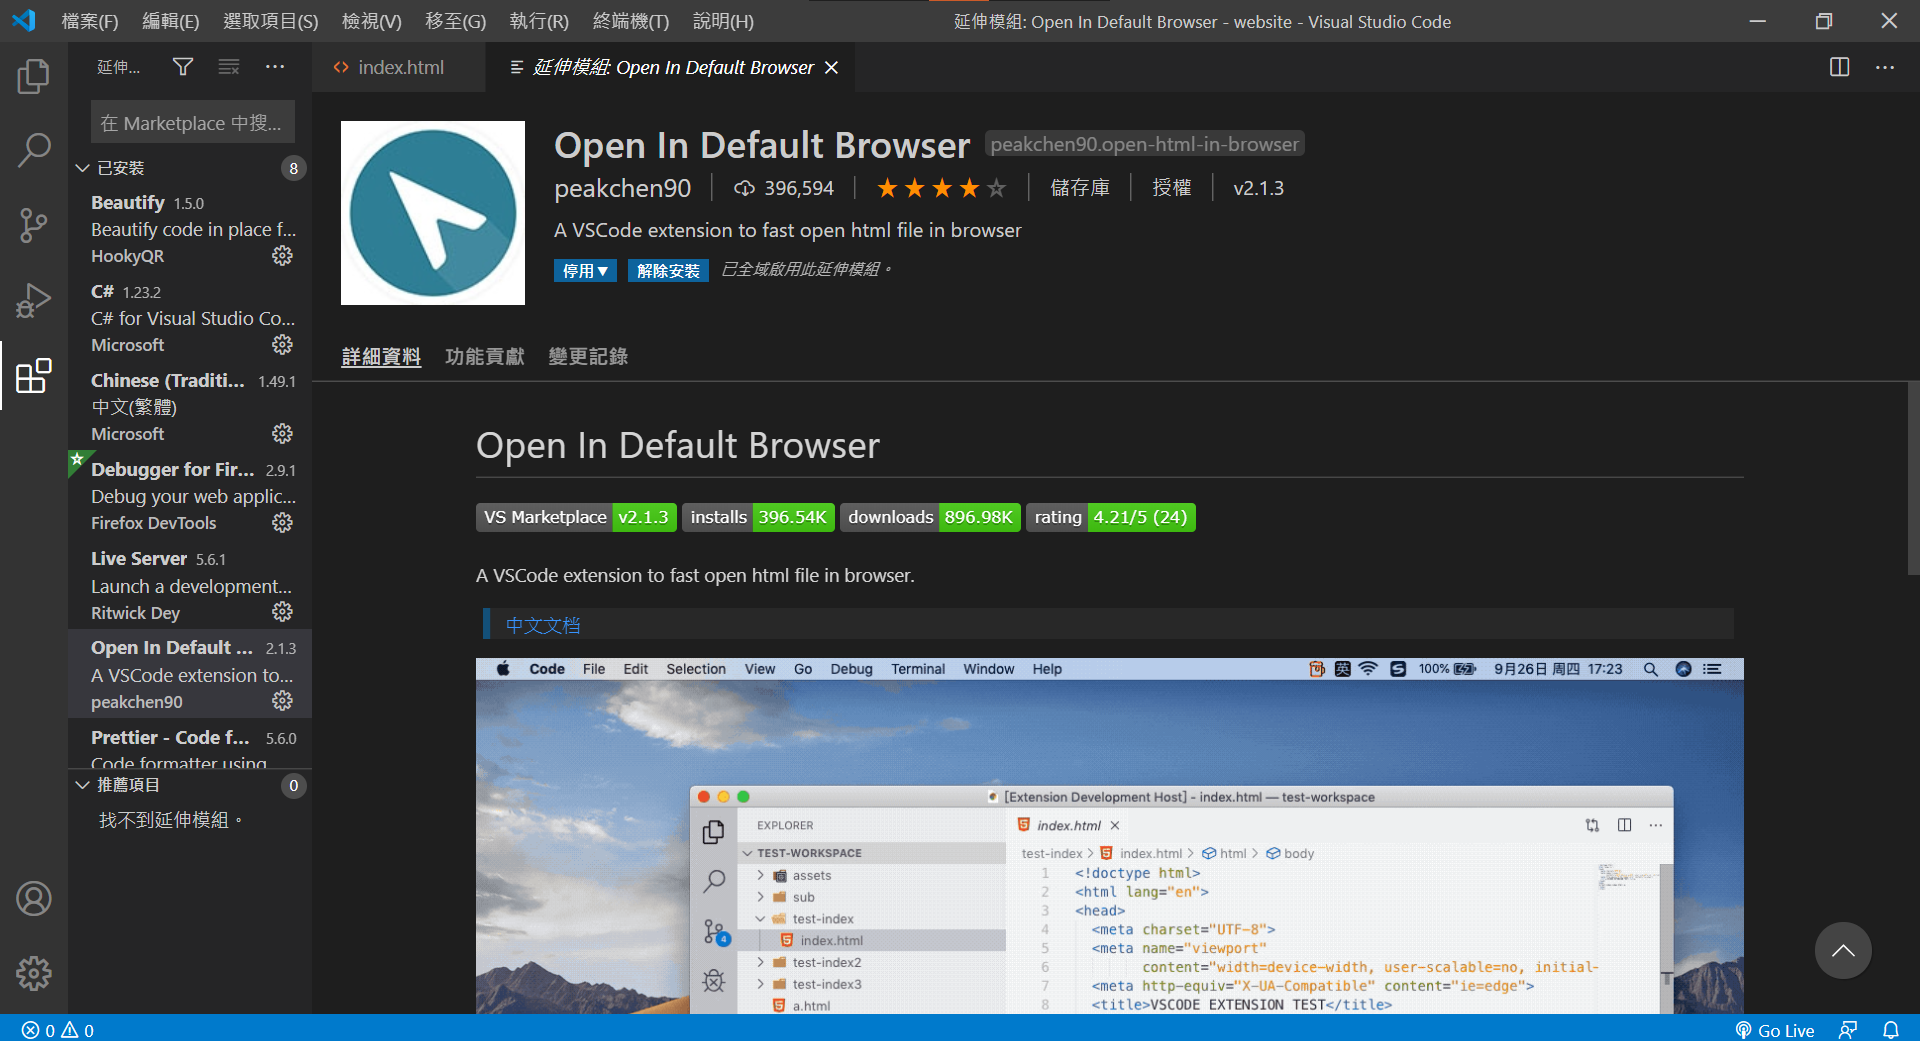 檔案(F) 編輯(E) 選取項目(S) 檢視(V) 移至(G) 執行(R) 終端機(T) 說明(H)
延伸模組: Open In Default Browser - website - Visual Studio Code
延伸...
index.html
延伸模組: Open In Default Browser
在 Marketplace 中搜...
已安裝 8
Beautify 1.5.0
Beautify code in place f...
HookyQR
C# 1.23.2
C# for Visual Studio Co...
Microsoft
Chinese (Traditi... 1.49.1
中文(繁體)
Microsoft
Debugger for Fir... 2.9.1
Debug your web applic...
Firefox DevTools
Live Server 5.6.1
Launch a development...
Ritwick Dey
Open In Default ... 2.1.3
A VSCode extension to...
peakchen90
Prettier - Code f... 5.6.0
Code formatter using
推薦項目 0
找不到延伸模組。
Open In Default Browser peakchen90.open-html-in-browser
peakchen90 396,594 儲存庫 授權 v2.1.3
A VSCode extension to fast open html file in browser
停用 解除安裝 已全域啟用此延伸模組。
詳細資料 功能貢獻 變更記錄
Open In Default Browser
VS Marketplace v2.1.3 installs 396.54K downloads 896.98K rating 4.21/5 (24)
A VSCode extension to fast open html file in browser.
中文文档
Code File Edit Selection View Go Debug Terminal Window Help
英 100% 9月26日 周四 17:23
[Extension Development Host] - index.html — test-workspace
EXPLORER
TEST-WORKSPACE
assets
sub
test-index
index.html
test-index2
test-index3
a.html
4
index.html
test-index > index.html > html > body
1 <!doctype html>
2 <html lang="en">
3 <head>
4 <meta charset="UTF-8">
5 <meta name="viewport"
6 content="width=device-width, user-scalable=no, initial-
7 <meta http-equiv="X-UA-Compatible" content="ie=edge">
8 <title>VSCODE EXTENSION TEST</title>
0 0
Go Live